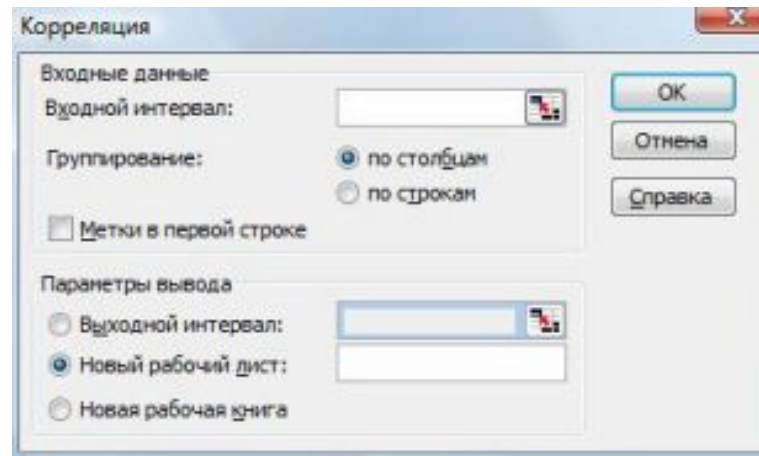 Корреляция
Входные данные
Входной интервал:
Группирование:
по столбцам
по строкам
Метки в первой строке
OK
Отмена
Справка
Параметры вывода
Выходной интервал:
Новый рабочий лист:
Новая рабочая книга